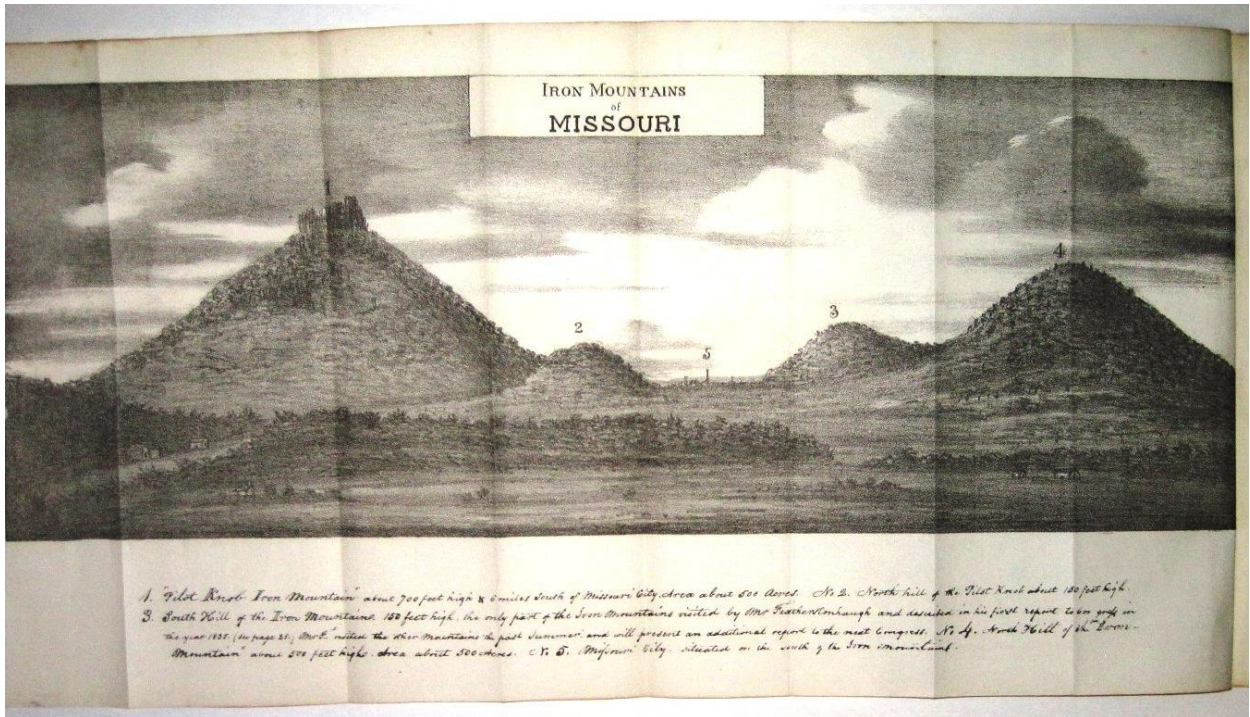 IRON MOUNTAINS
of
MISSOURI
1
4
2
3
5
1. "Pilot Knob Iron Mountain" about 700 feet high & 6 miles South of Missouri City. Area about 500 Acres. No 2. North hill of the Pilot Knob about 150 feet high.
3. South Hill of the Iron Mountains 150 feet high, the only part of the Iron Mountains visited by Mr Featherstonhaugh and described in his first report to in
the year 1835 (see page 51,) Mr F. visited the other Mountains the past Summer and will present an additional report to the next Congress. No 4. North Hill of the "Iron-
Mountain" about 300 feet high. Area about 500 Acres. No 5. Missouri City. situated on the south of the Iron mountains.